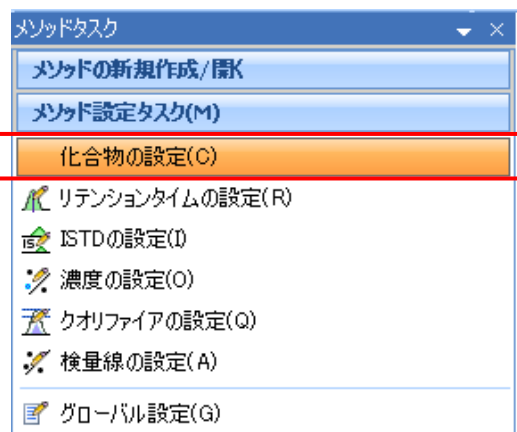 メソッドタスク
メソッドの新規作成/開K
メソッド設定タスク(M)
化合物の設定(C)
リテンションタイムの設定(R)
ISTDの設定(I)
濃度の設定(O)
クオリファイアの設定(Q)
検量線の設定(A)
グローバル設定(G)